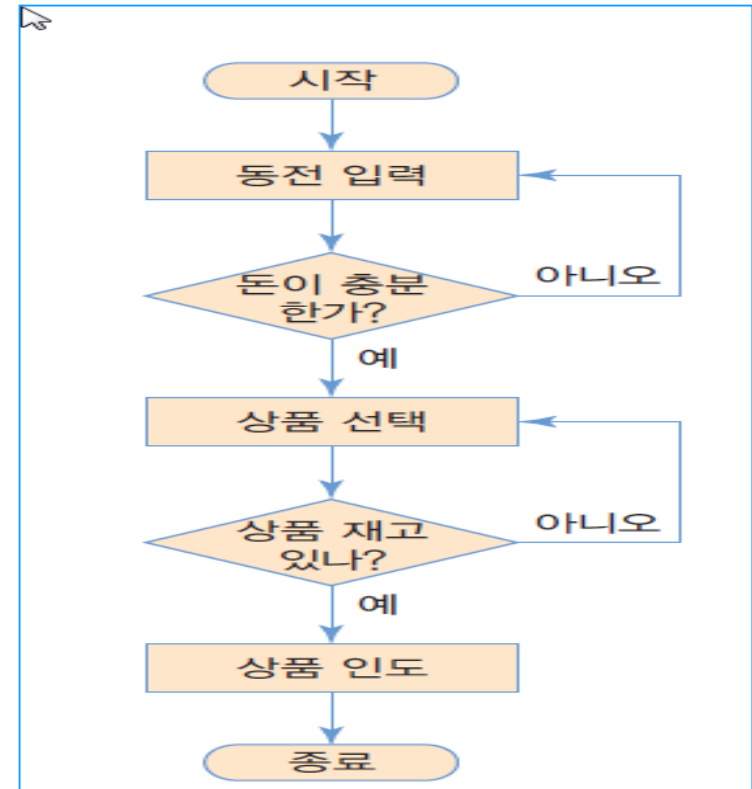 시작
동전 입력
돈이 충분
한가?
아니오
예
상품 선택
상품 재고
있나?
아니오
예
상품 인도
종료